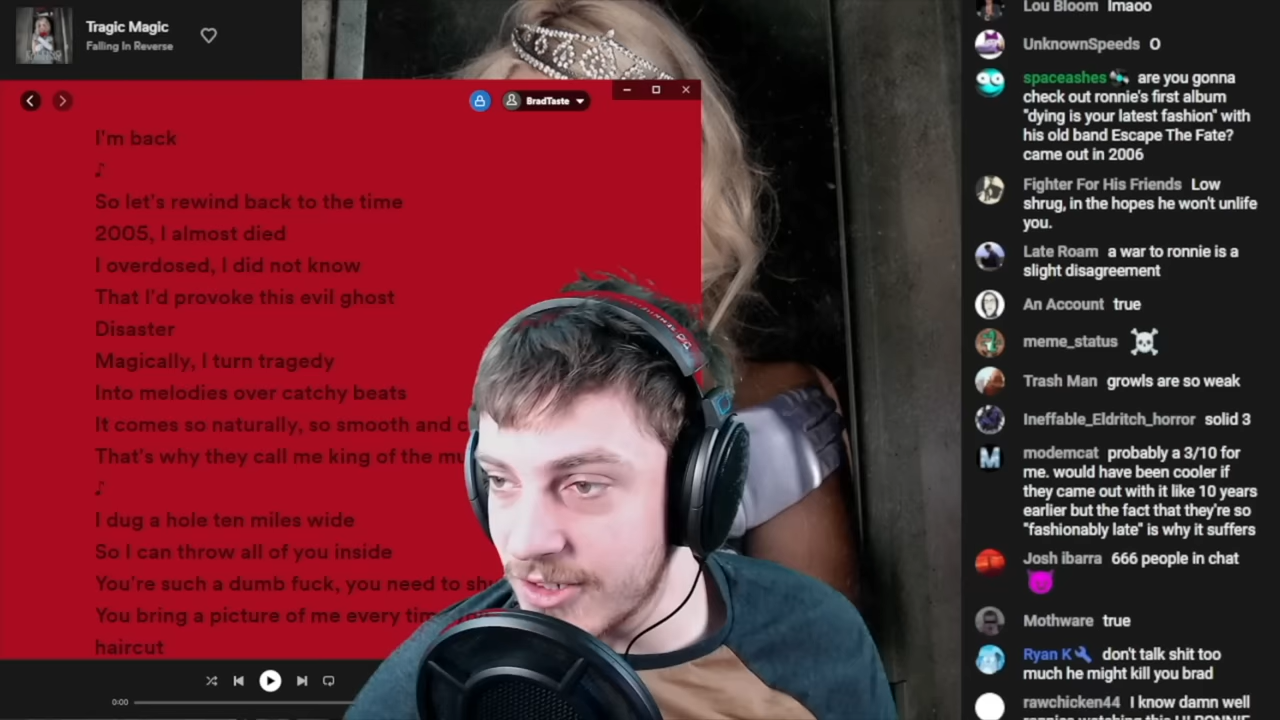 Tragic Magic
Falling In Reverse
BradTaste
I'm back
♪
So let's rewind back to the time
2005, I almost died
I overdosed, I did not know
That I'd provoke this evil ghost
Disaster
Magically, I turn tragedy
Into melodies over catchy beats
It comes so naturally, so smooth and
That's why they call me king of the
♪
I dug a hole ten miles wide
So I can throw all of you inside
You're such a dumb fuck, you need to
You bring a picture of me every
haircut
0:00
Lou Bloom lmaoo
UnknownSpeeds O
spaceashes are you gonna
check out ronnie's first album
"dying is your latest fashion" with
his old band Escape The Fate?
came out in 2006
Fighter For His Friends Low
shrug, in the hopes he won't unlife
you.
Late Roam a war to ronnie is a
slight disagreement
An Account true
meme_status
Trash Man growls are so weak
Ineffable_Eldritch_horror solid 3
modemcat probably a 3/10 for
me. would have been cooler if
they came out with it like 10 years
earlier but the fact that they're so
"fashionably late" is why it suffers
Josh ibarra 666 people in chat
Mothware true
Ryan K don't talk shit too
much he might kill you brad
rawchicken44 I know damn well